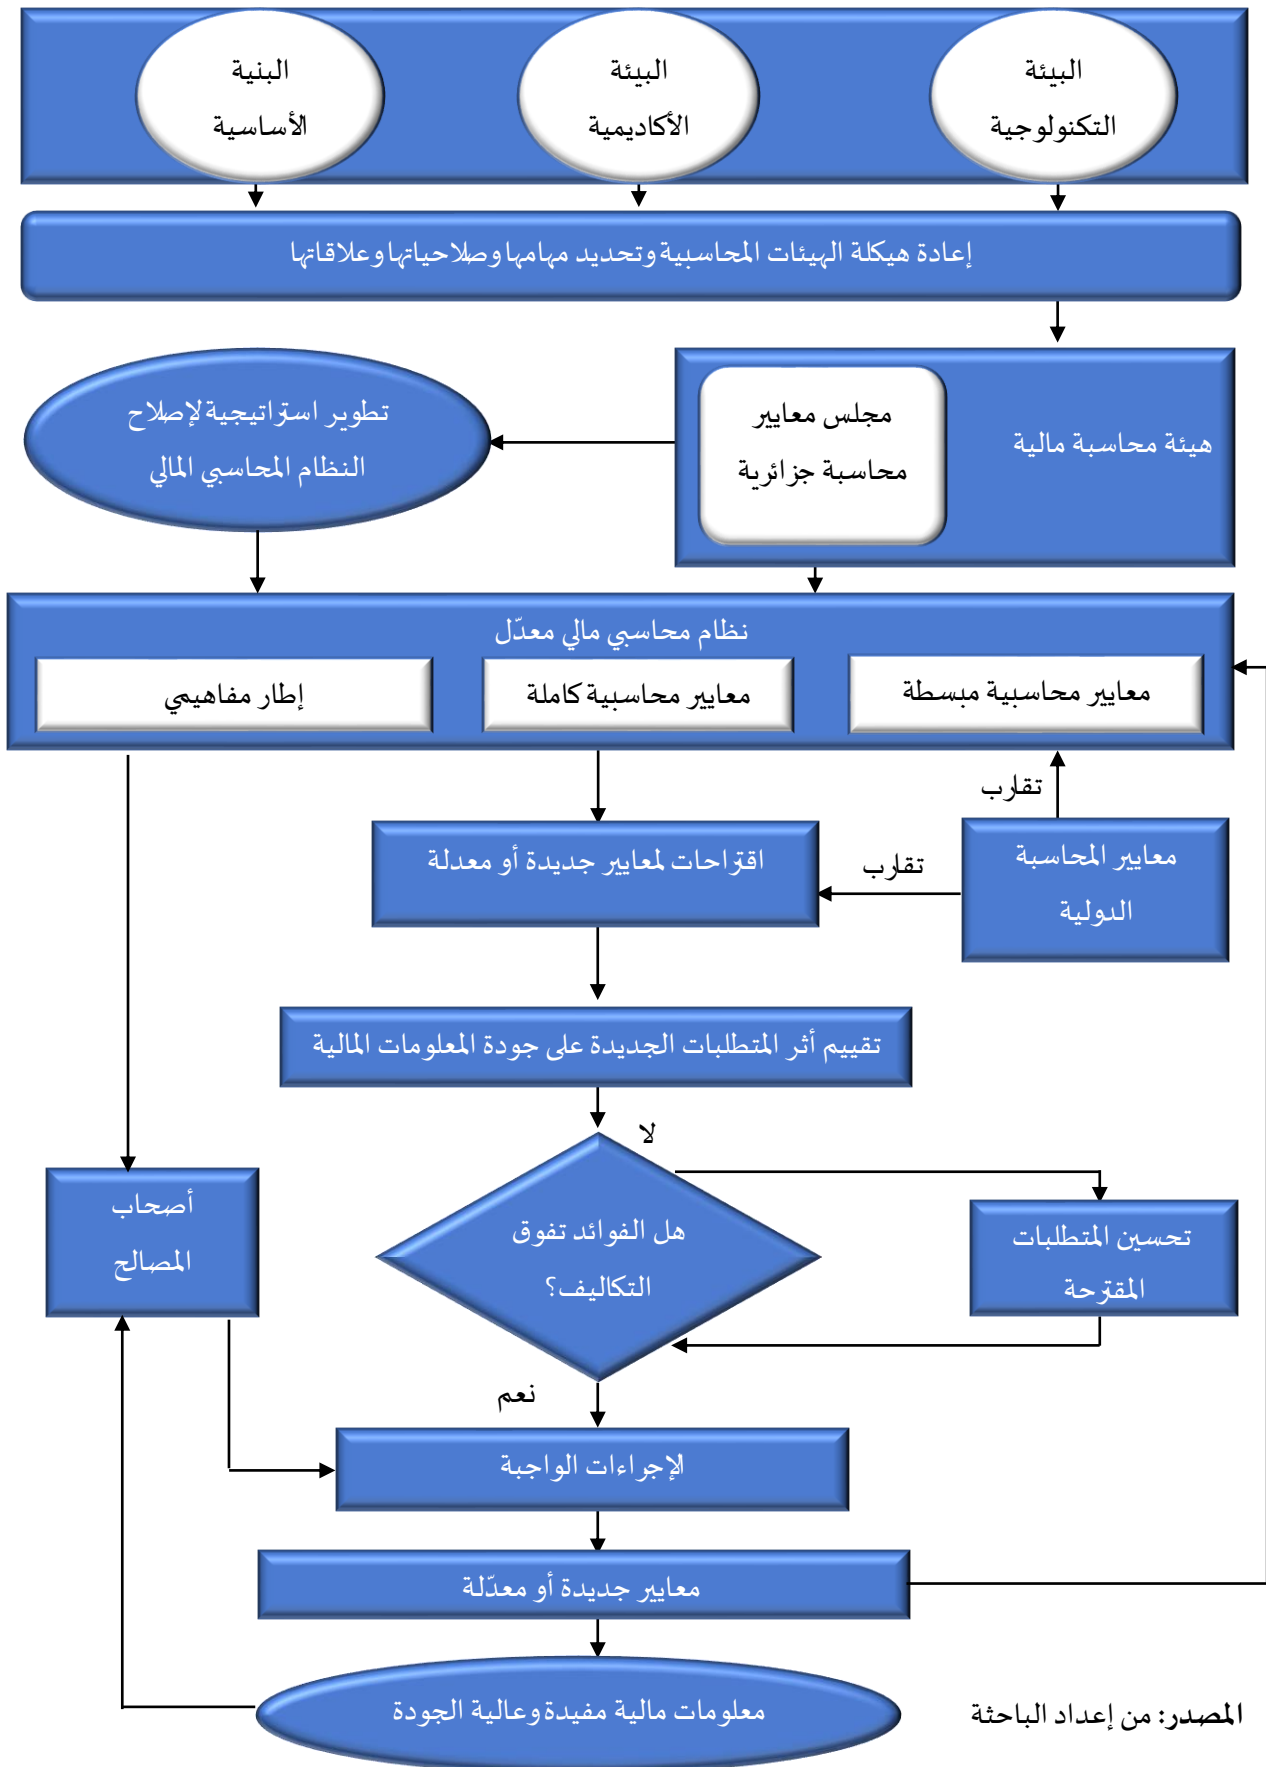 البيئة
التكنولوجية
البيئة
الأكاديمية
البنية
الأساسية
إعادة هيكلة الهيئات المحاسبية وتحديد مهامها وصلاحياتها وعلاقاتها
هيئة محاسبة مالية
مجلس معايير
محاسبة جزائرية
تطوير استراتيجية لإصلاح
النظام المحاسبي المالي
نظام محاسبي مالي معدّل
معايير محاسبية مبسطة
معايير محاسبية كاملة
إطار مفاهيمي
تقارب
معايير المحاسبة
الدولية
تقارب
اقتراحات لمعايير جديدة أو معدلة
تقييم أثر المتطلبات الجديدة على جودة المعلومات المالية
لا
هل الفوائد تفوق
التكاليف؟
تحسين المتطلبات
المقترحة
أصحاب
المصالح
نعم
الإجراءات الواجبة
معايير جديدة أو معدّلة
معلومات مالية مفيدة وعالية الجودة
المصدر: من إعداد الباحثة